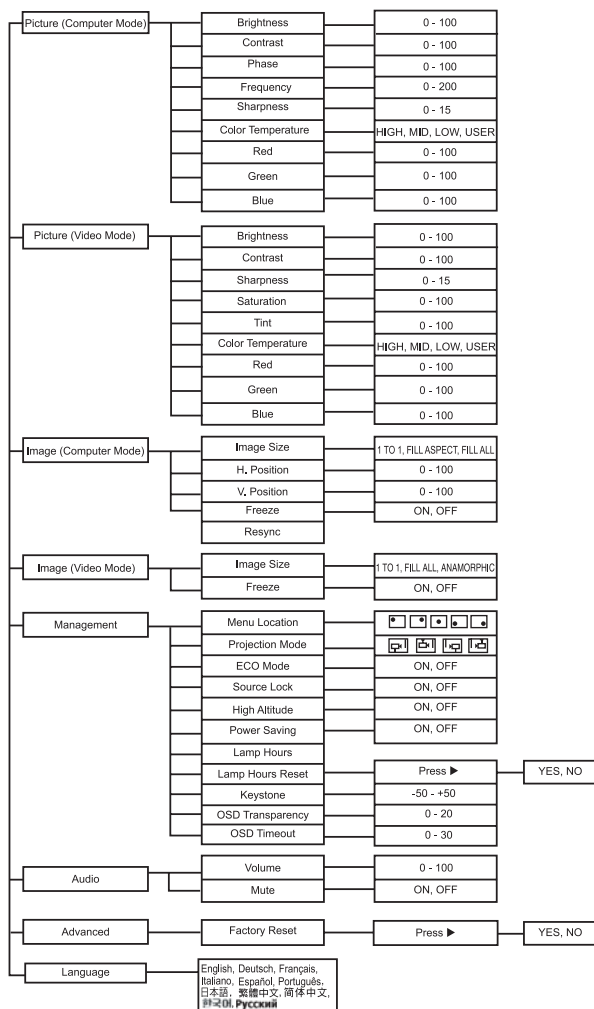 Picture (Computer Mode)
Brightness
0 - 100
Contrast
0 - 100
Phase
0 - 100
Frequency
0 - 200
Sharpness
0 - 15
Color Temperature
HIGH, MID, LOW, USER
Red
0 - 100
Green
0 - 100
Blue
0 - 100
Picture (Video Mode)
Brightness
0 - 100
Contrast
0 - 100
Sharpness
0 - 15
Saturation
0 - 100
Tint
0 - 100
Color Temperature
HIGH, MID, LOW, USER
Red
0 - 100
Green
0 - 100
Blue
0 - 100
Image (Computer Mode)
Image Size
1 TO 1, FILL ASPECT, FILL ALL
H. Position
0 - 100
V. Position
0 - 100
Freeze
ON, OFF
Resync
Image (Video Mode)
Image Size
1 TO 1, FILL ALL, ANAMORPHIC
Freeze
ON, OFF
Management
Menu Location
Projection Mode
ECO Mode
ON, OFF
Source Lock
ON, OFF
High Altitude
ON, OFF
Power Saving
ON, OFF
Lamp Hours
Lamp Hours Reset
Press ▶
YES, NO
Keystone
-50 - +50
OSD Transparency
0 - 20
OSD Timeout
0 - 30
Audio
Volume
0 - 100
Mute
ON, OFF
Advanced
Factory Reset
Press ▶
YES, NO
Language
English, Deutsch, Français,
Italiano, Español, Português,
日本語, 繁體中文, 简体中文,
한국어, Русский